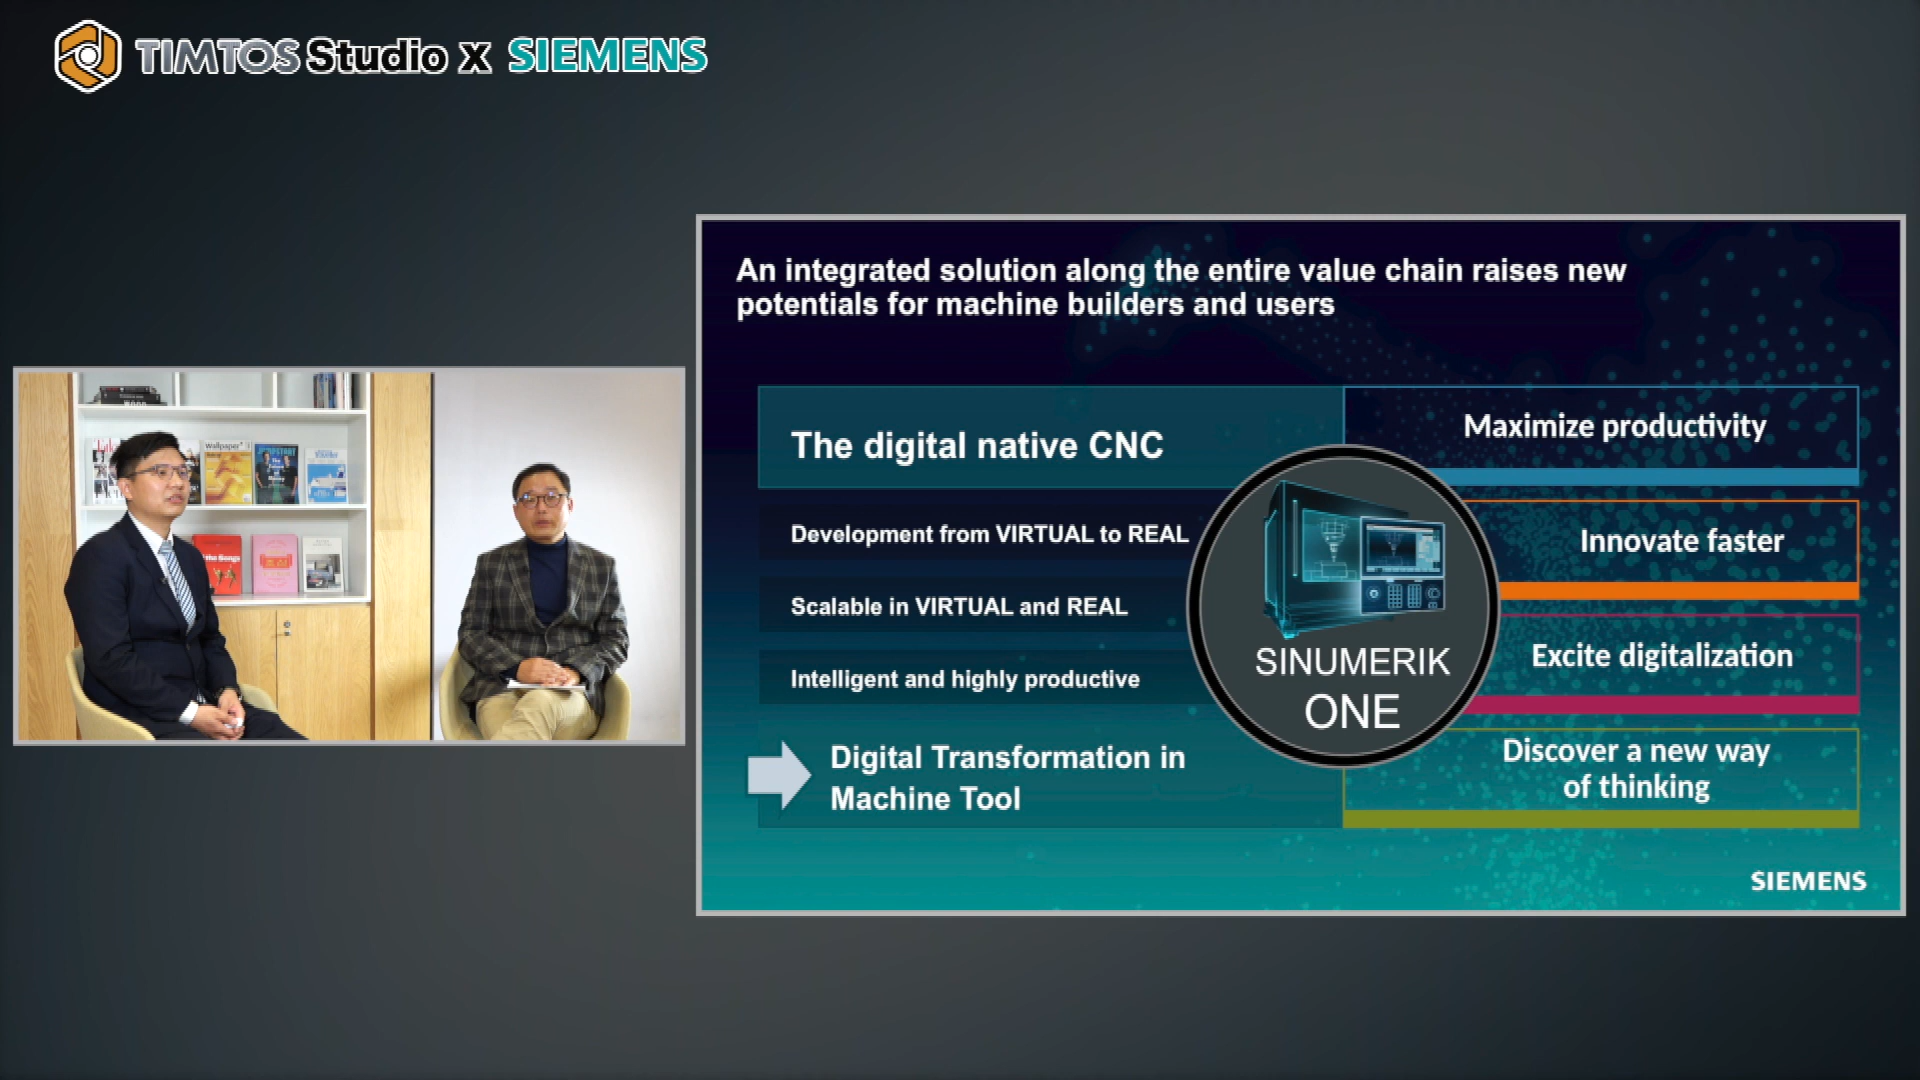 TIMTOS Studio x SIEMENS
An integrated solution along the entire value chain raises new
potentials for machine builders and users
The digital native CNC
Development from VIRTUAL to REAL
Scalable in VIRTUAL and REAL
Intelligent and highly productive
Digital Transformation in
Machine Tool
SINUMERIK
ONE
Maximize productivity
Innovate faster
Excite digitalization
Discover a new way
of thinking
SIEMENS
Wallpaper*